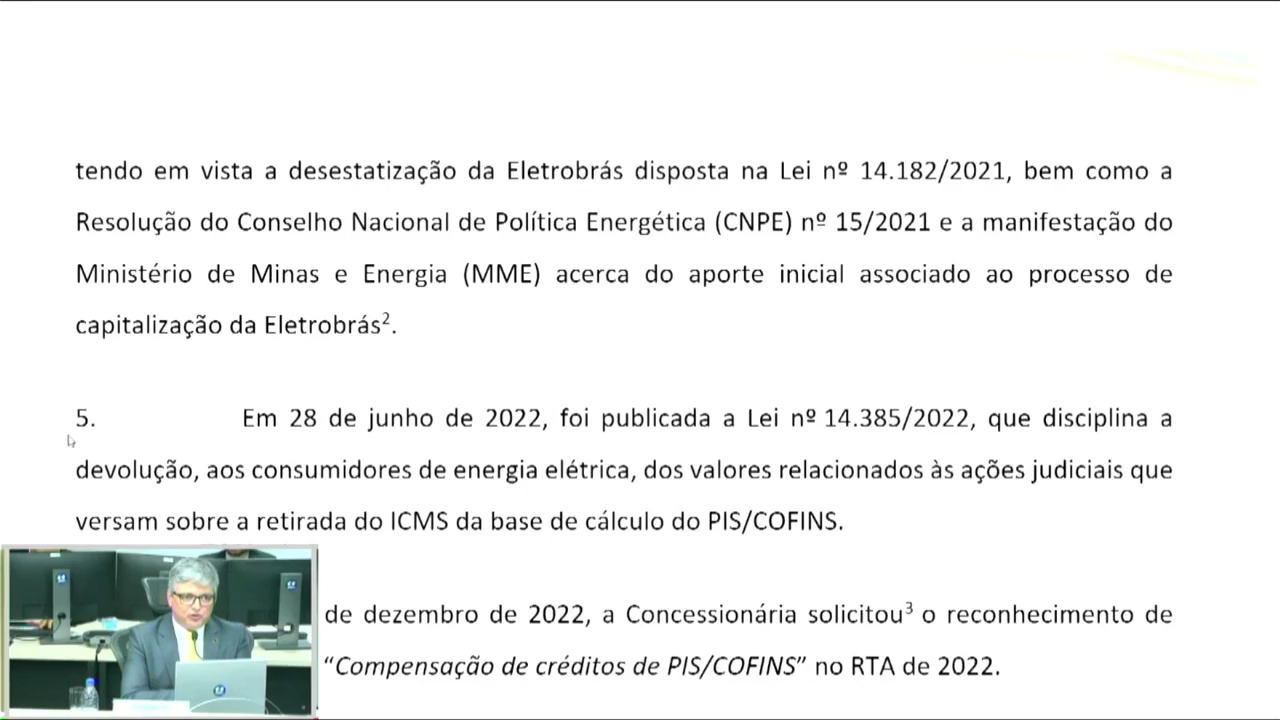 tendo em vista a desestatização da Eletrobrás disposta na Lei nº 14.182/2021, bem como a
Resolução do Conselho Nacional de Política Energética (CNPE) nº 15/2021 e a manifestação do
Ministério de Minas e Energia (MME) acerca do aporte inicial associado ao processo de
capitalização da Eletrobrás².
5. Em 28 de junho de 2022, foi publicada a Lei nº 14.385/2022, que disciplina a
devolução, aos consumidores de energia elétrica, dos valores relacionados às ações judiciais que
versam sobre a retirada do ICMS da base de cálculo do PIS/COFINS.
de dezembro de 2022, a Concessionária solicitou³ o reconhecimento de
“Compensação de créditos de PIS/COFINS” no RTA de 2022.